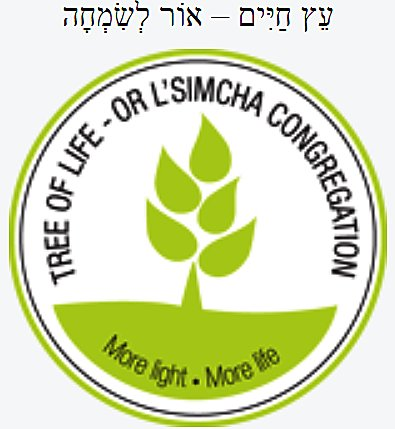 עֵץ חַיִּים – אוֹר לְשִׂמְחָה
TREE OF LIFE - OR L'SIMCHA CONGREGATION
More light • More life